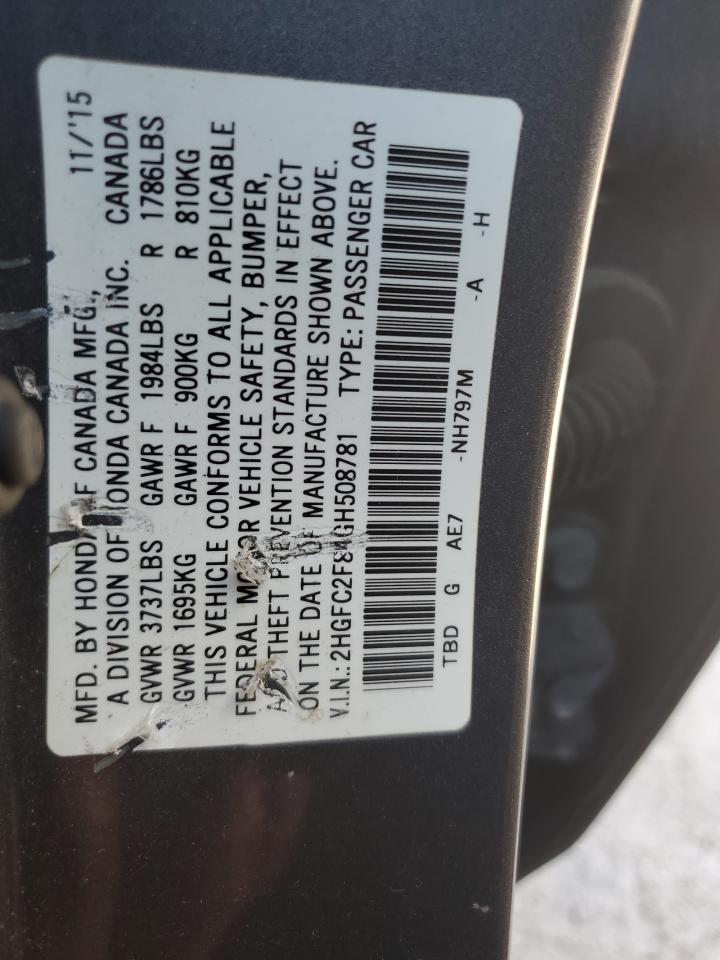 11/'15
MFD. BY HONDA OF CANADA MFG.,
A DIVISION OF HONDA CANADA INC. CANADA
GVWR 3737LBS GAWR F 1984LBS R 1786LBS
GVWR 1695KG GAWR F 900KG R 810KG
THIS VEHICLE CONFORMS TO ALL APPLICABLE
FEDERAL MOTOR VEHICLE SAFETY, BUMPER,
AND THEFT PREVENTION STANDARDS IN EFFECT
ON THE DATE OF MANUFACTURE SHOWN ABOVE.
V.I.N.: TYPE: PASSENGER CAR
TBD G AE7 -NH797M -A -H